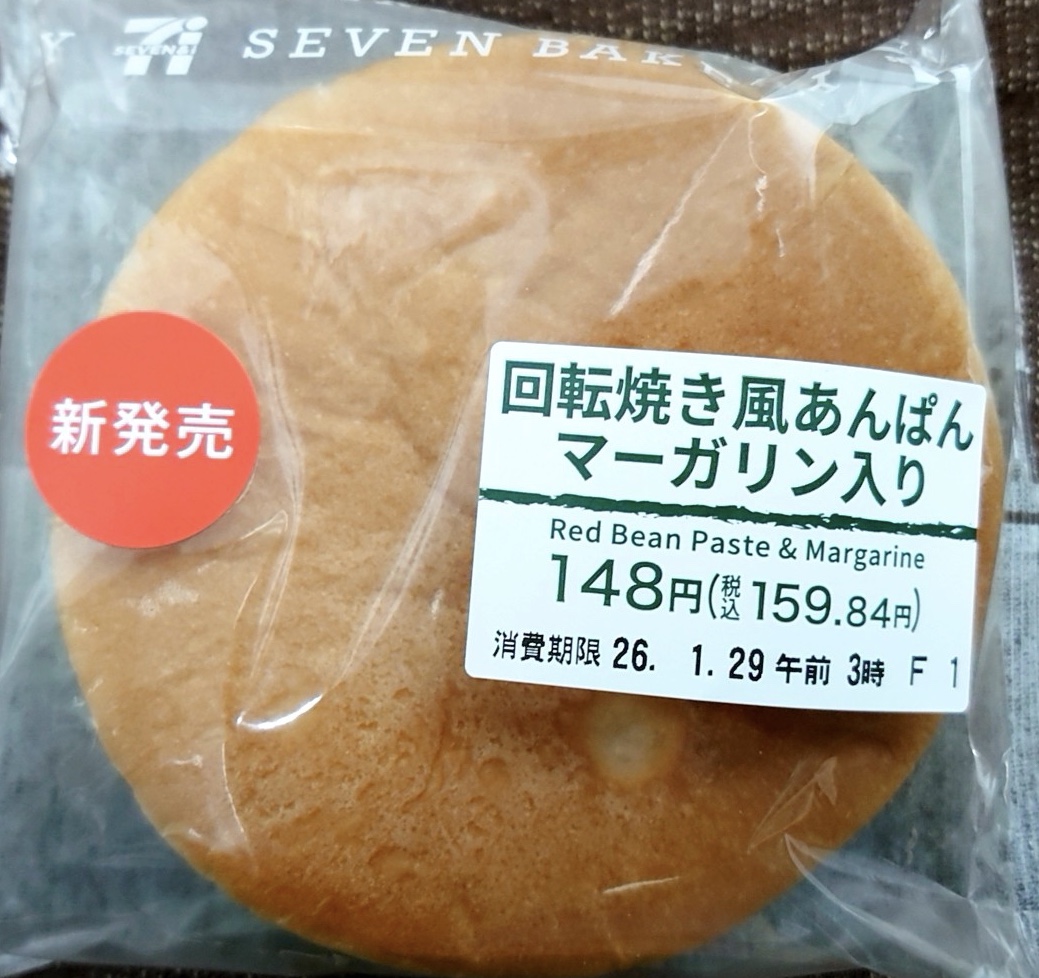 SEVEN&i
SEVEN BAK
新発売
回転焼き風あんぱん
マーガリン入り
Red Bean Paste & Margarine
148円(税込159.84円)
消費期限 26. 1.29 午前 3時 F 1